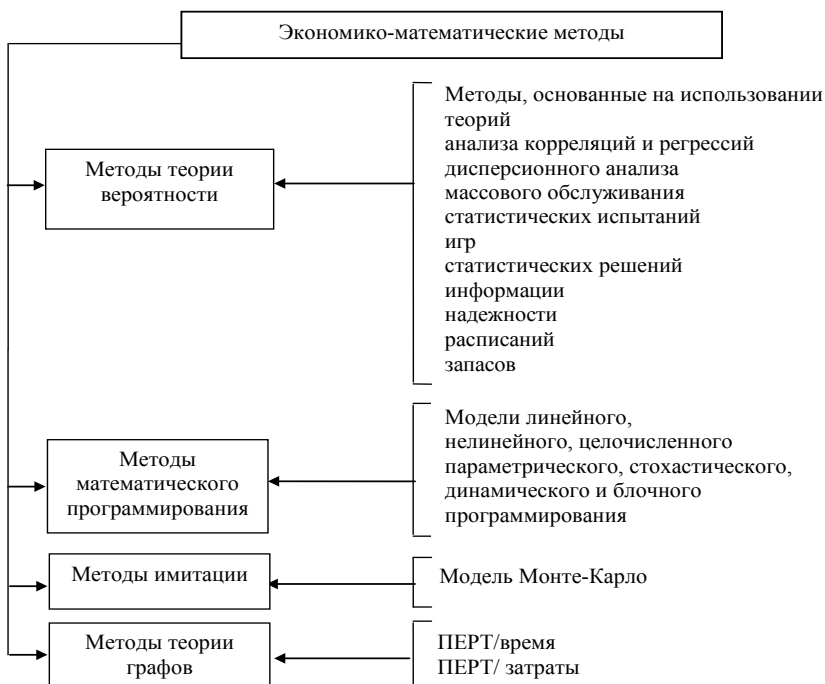 Экономико-математические методы
Методы теории
вероятности
Методы, основанные на использовании
теорий
анализа корреляций и регрессий
дисперсионного анализа
массового обслуживания
статистических испытаний
игр
статистических решений
информации
надежности
расписаний
запасов
Методы
математического
программирования
Модели линейного,
нелинейного, целочисленного
параметрического, стохастического,
динамического и блочного
программирования
Методы имитации
Модель Монте-Карло
Методы теории
графов
ПЕРТ/время
ПЕРТ/ затраты